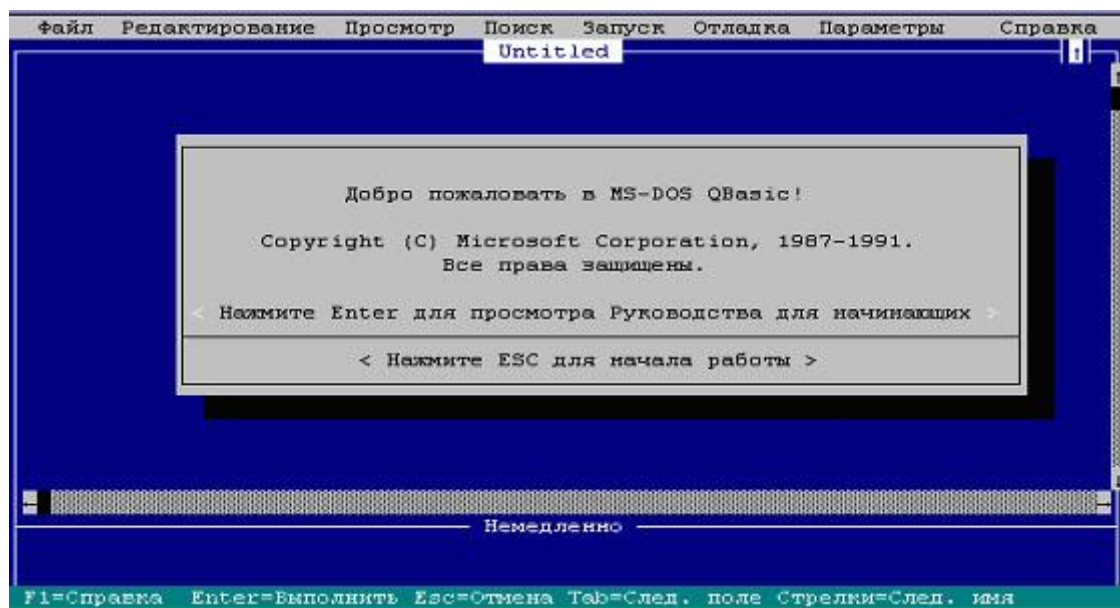 Файл Редактирование Просмотр Поиск Запуск Отладка Параметры Справка
Untitled
Добро пожаловать в MS-DOS QBasic!
Copyright (C) Microsoft Corporation, 1987-1991.
Все права защищены.
< Нажмите Enter для просмотра Руководства для начинающих >
< Нажмите ESC для начала работы >
Немедленно
F1=Справка Enter=Выполнить Esc=Отмена Tab=След. поле Стрелки=След. имя